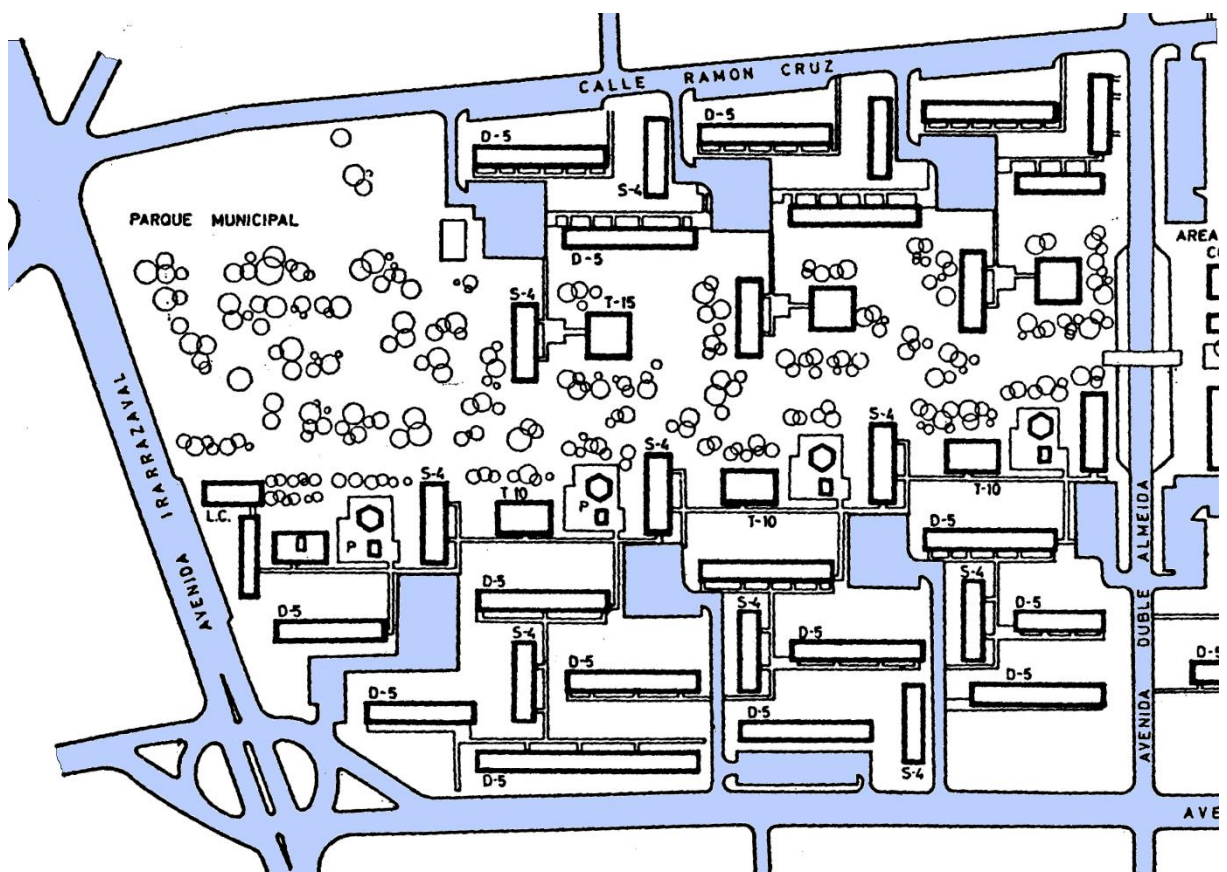 CALLE RAMON CRUZ
D-5
D-5
S-4
PARQUE MUNICIPAL
AREA
D-5
S-4
T-15
AVENIDA IRARRAZAVAL
S-4
S-4
S-4
T 10
P
L.C.
P
T-10
T-10
D-5
AVENIDA DUBLE ALMEIDA
D-5
S-4
S-4
S-4
D-5
D-5
D-5
D-5
D-5
D-5
D-5
D-5
S-4
D-5
AVE